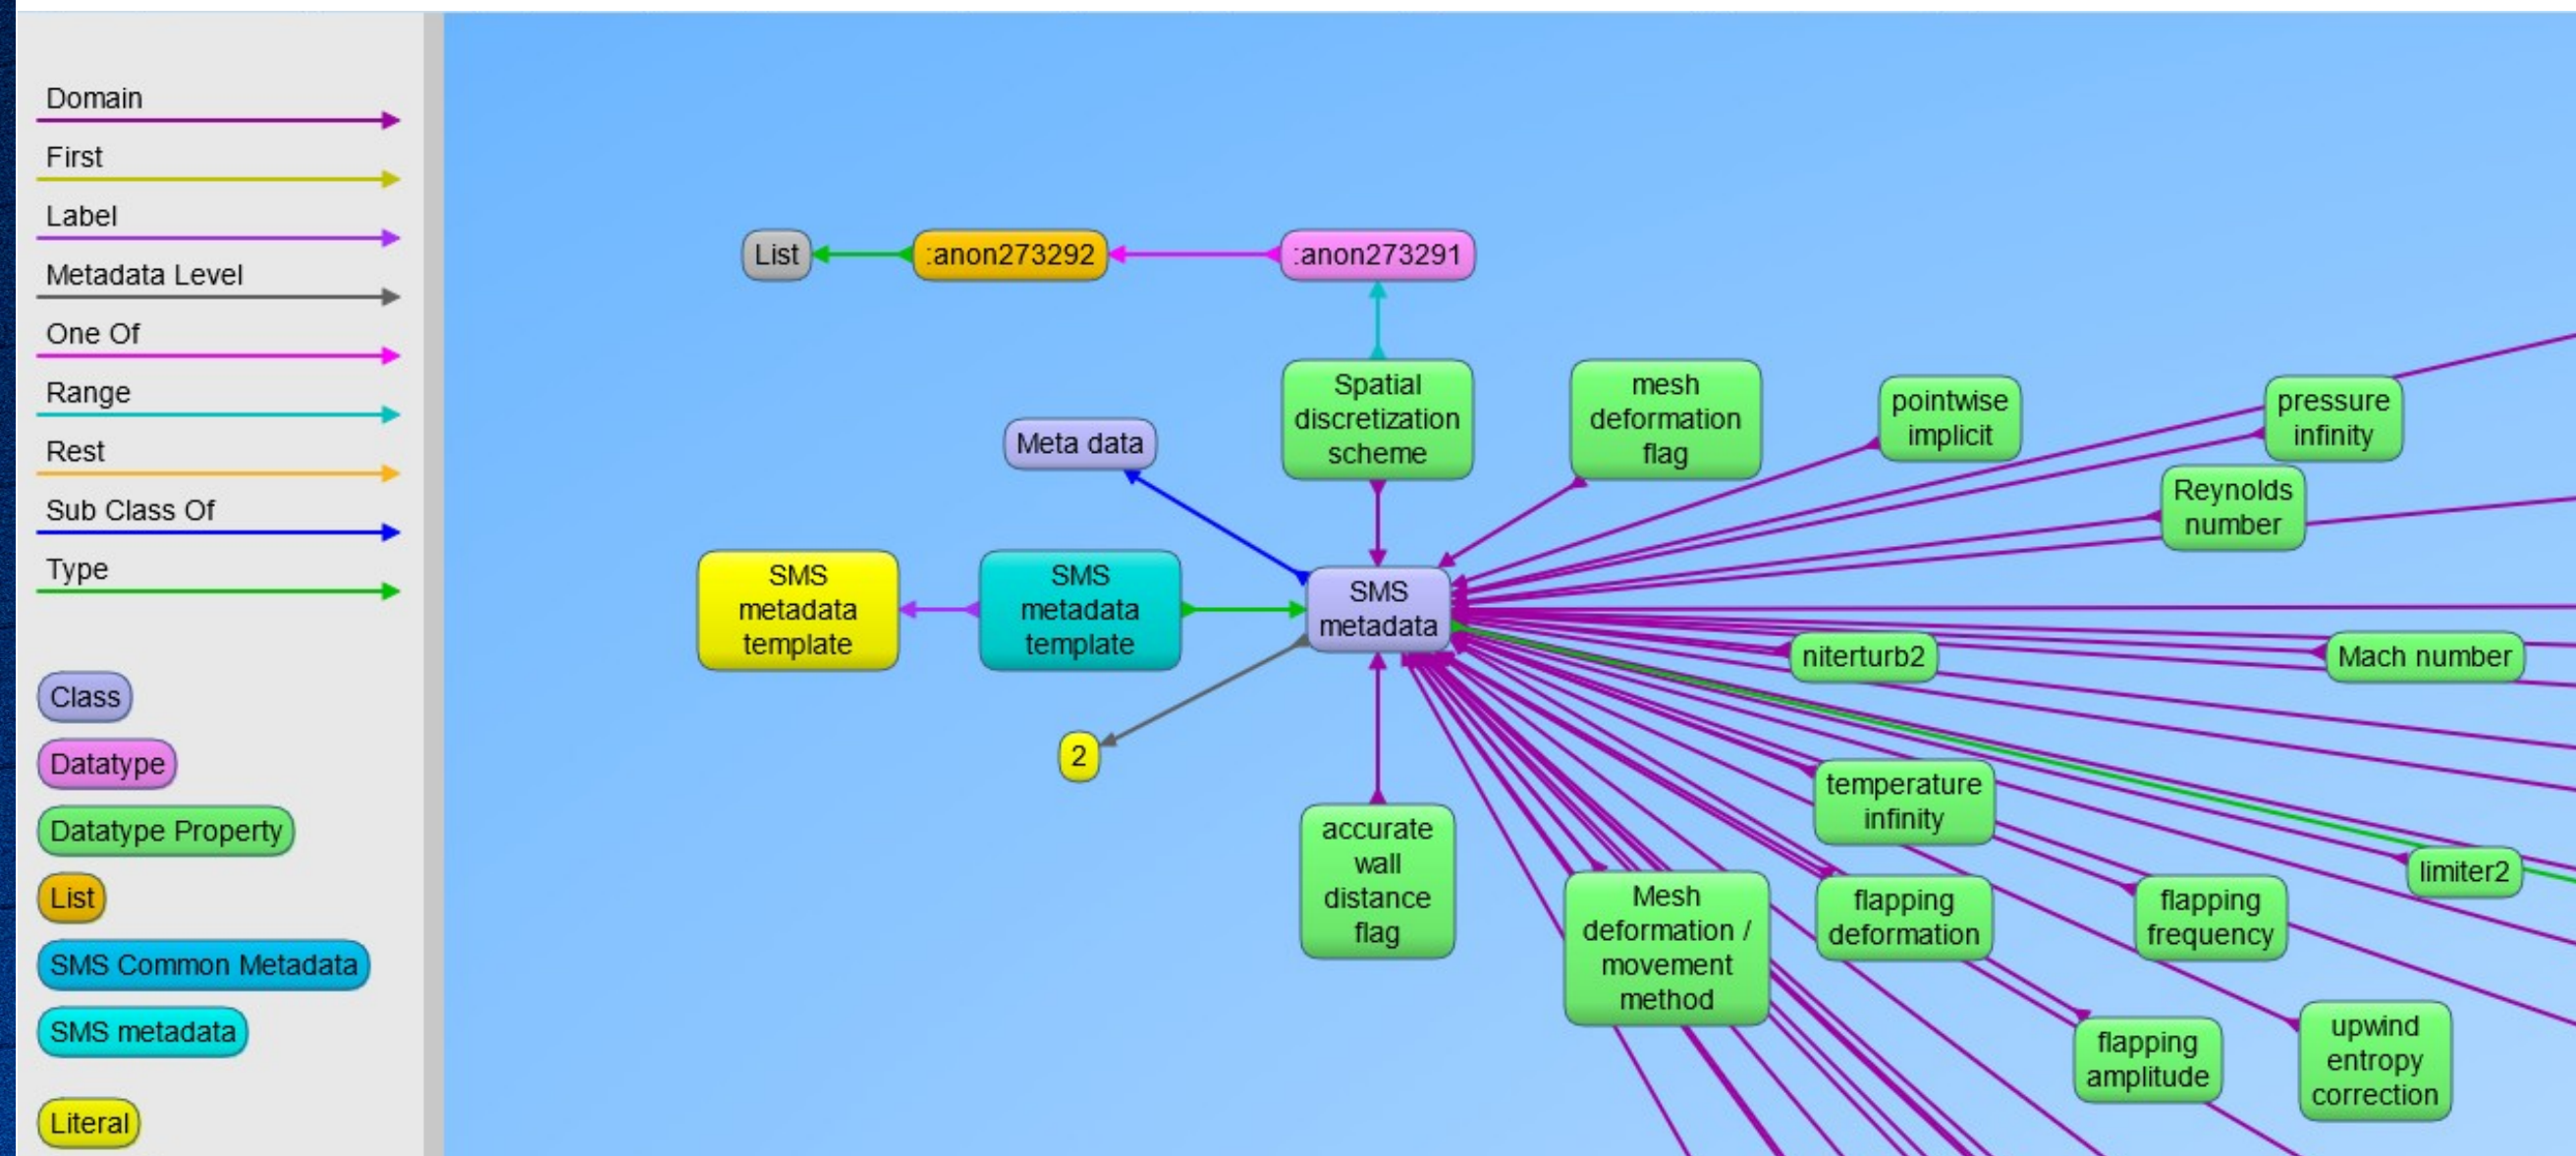 Domain
First
Label
Metadata Level
One Of
Range
Rest
Sub Class Of
Type
Class
Datatype
Datatype Property
List
SMS Common Metadata
SMS metadata
Literal
List
:anon273292
:anon273291
Spatial
discretization
scheme
mesh
deformation
flag
pointwise
implicit
pressure
infinity
Meta data
Reynolds
number
SMS
metadata
template
SMS
metadata
template
SMS
metadata
niterturb2
Mach number
2
temperature
infinity
accurate
wall
distance
flag
Mesh
deformation /
movement
method
flapping
deformation
flapping
frequency
limiter2
flapping
amplitude
upwind
entropy
correction